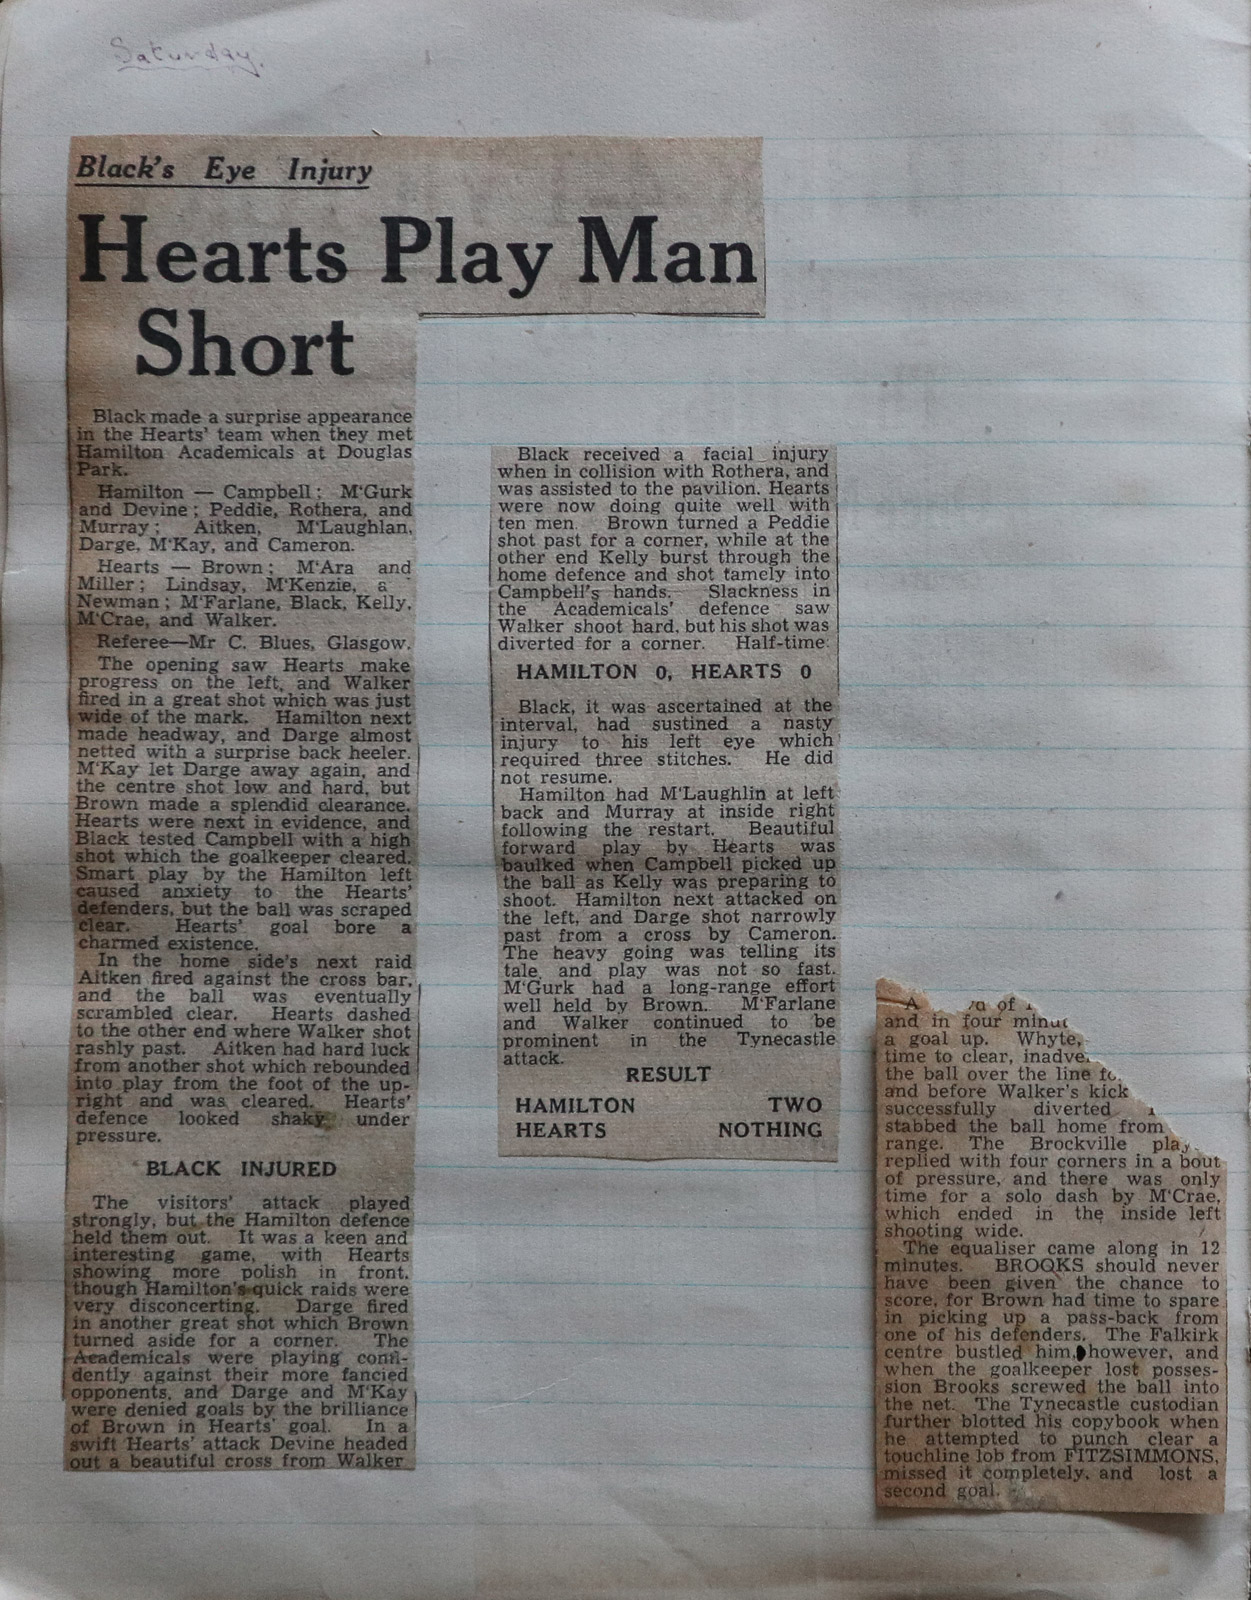 Saturday.
Black's Eye Injury
Hearts Play Man
Short
Black made a surprise appearance
in the Hearts' team when they met
Hamilton Academicals at Douglas
Park.
Hamilton — Campbell; M'Gurk
and Devine; Peddie, Rothera, and
Murray; Aitken, M'Laughlan,
Darge, M'Kay, and Cameron.
Hearts — Brown; M'Ara and
Miller; Lindsay, M'Kenzie, a
Newman; M'Farlane, Black, Kelly,
M'Crae, and Walker.
Referee—Mr C. Blues, Glasgow.
The opening saw Hearts make
progress on the left, and Walker
fired in a great shot which was just
wide of the mark. Hamilton next
made headway, and Darge almost
netted with a surprise back heeler.
M'Kay let Darge away again, and
the centre shot low and hard, but
Brown made a splendid clearance.
Hearts were next in evidence, and
Black tested Campbell with a high
shot which the goalkeeper cleared.
Smart play by the Hamilton left
caused anxiety to the Hearts'
defenders, but the ball was scraped
clear. Hearts' goal bore a
charmed existence.
In the home side's next raid
Aitken fired against the cross bar,
and the ball was eventually
scrambled clear. Hearts dashed
to the other end where Walker shot
rashly past. Aitken had hard luck
from another shot which rebounded
into play from the foot of the up-
right and was cleared. Hearts'
defence looked shaky under
pressure.
BLACK INJURED
The visitors' attack played
strongly, but the Hamilton defence
held them out. It was a keen and
interesting game, with Hearts
showing more polish in front,
though Hamilton's quick raids were
very disconcerting. Darge fired
in another great shot which Brown
turned aside for a corner. The
Academicals were playing confi-
dently against their more fancied
opponents, and Darge and M'Kay
were denied goals by the brilliance
of Brown in Hearts' goal. In a
swift Hearts' attack Devine headed
out a beautiful cross from Walker
Black received a facial injury
when in collision with Rothera, and
was assisted to the pavilion. Hearts
were now doing quite well with
ten men. Brown turned a Peddie
shot past for a corner, while at the
other end Kelly burst through the
home defence and shot tamely into
Campbell's hands. Slackness in
the Academicals' defence saw
Walker shoot hard, but his shot was
diverted for a corner. Half-time:
HAMILTON 0, HEARTS 0
Black, it was ascertained at the
interval, had sustined a nasty
injury to his left eye which
required three stitches. He did
not resume.
Hamilton had M'Laughlin at left
back and Murray at inside right
following the restart. Beautiful
forward play by Hearts was
baulked when Campbell picked up
the ball as Kelly was preparing to
shoot. Hamilton next attacked on
the left, and Darge shot narrowly
past from a cross by Cameron.
The heavy going was telling its
tale and play was not so fast.
M'Gurk had a long-range effort
well held by Brown. M'Farlane
and Walker continued to be
prominent in the Tynecastle
attack.
RESULT
HAMILTON TWO
HEARTS NOTHING
A of
and in four
a goal up. Whyte,
time to clear,
the ball over the line
and before Walker's kick
successfully diverted
stabbed the ball home from
range. The Brockville
replied with four corners in a bout
of pressure, and there was only
time for a solo dash by M'Crae,
which ended in the inside left
shooting wide.
The equaliser came along in 12
minutes. BROOKS should never
have been given the chance to
score, for Brown had time to spare
in picking up a pass-back from
one of his defenders. The Falkirk
centre bustled him, however, and
when the goalkeeper lost posses-
sion Brooks screwed the ball into
the net. The Tynecastle custodian
further blotted his copybook when
he attempted to punch clear a
touchline lob from FITZSIMMONS,
missed it completely, and lost a
second goal.